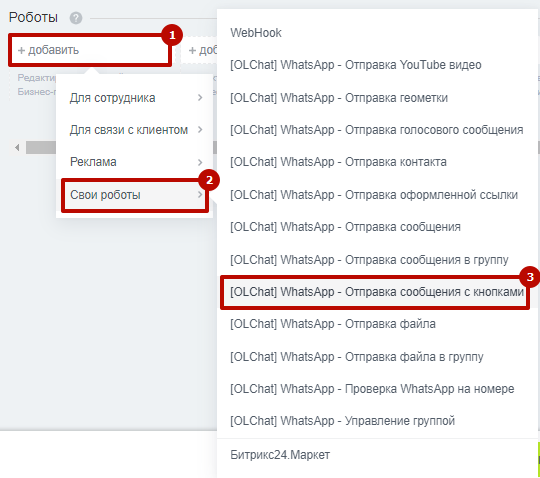 Роботы ?
+ добавить
1
+ доб
Редакти
Бизнес-п
Для сотрудника
Для связи с клиентом
Реклама
2
Свои роботы
WebHook
[OLChat] WhatsApp - Отправка YouTube видео
[OLChat] WhatsApp - Отправка геометки
[OLChat] WhatsApp - Отправка голосового сообщения
[OLChat] WhatsApp - Отправка контакта
[OLChat] WhatsApp - Отправка оформленной ссылки
[OLChat] WhatsApp - Отправка сообщения
[OLChat] WhatsApp - Отправка сообщения в группу
3
[OLChat] WhatsApp - Отправка сообщения с кнопками
[OLChat] WhatsApp - Отправка файла
[OLChat] WhatsApp - Отправка файла в группу
[OLChat] WhatsApp - Проверка WhatsApp на номере
[OLChat] WhatsApp - Управление группой
Битрикс24.Маркет